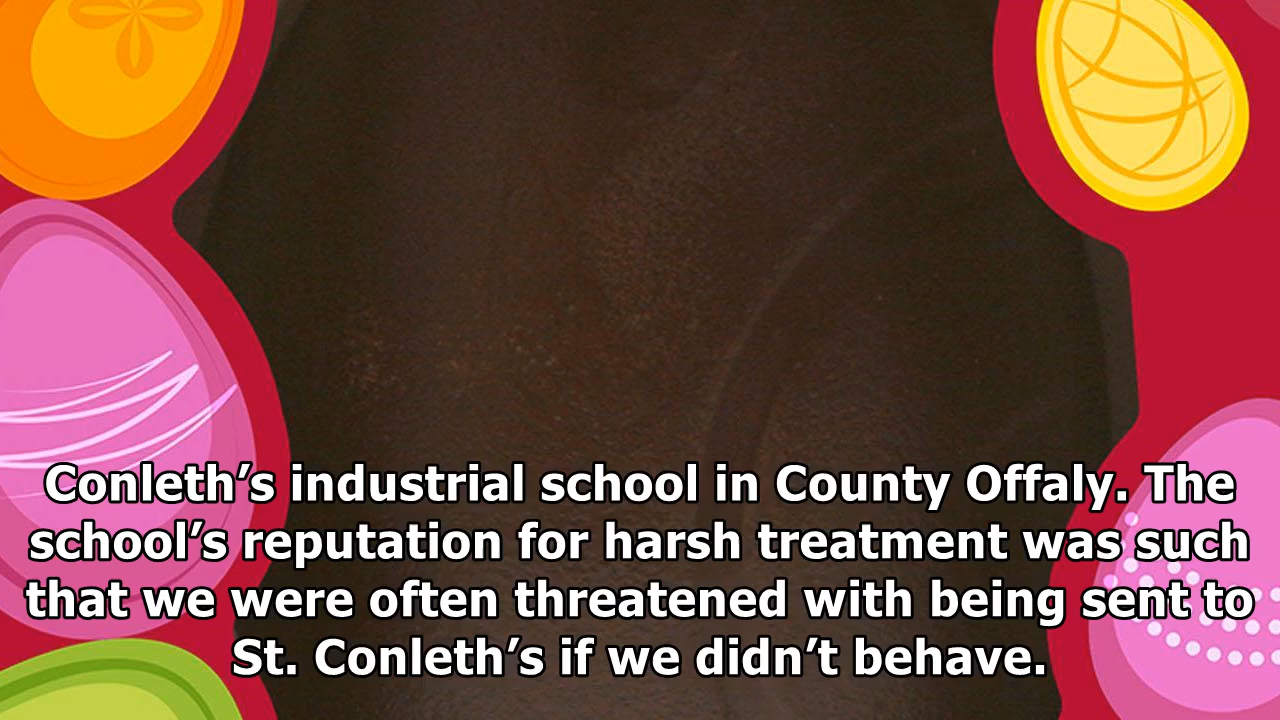 Conleth’s industrial school in County Offaly. The
school’s reputation for harsh treatment was such
that we were often threatened with being sent to
St. Conleth’s if we didn’t behave.